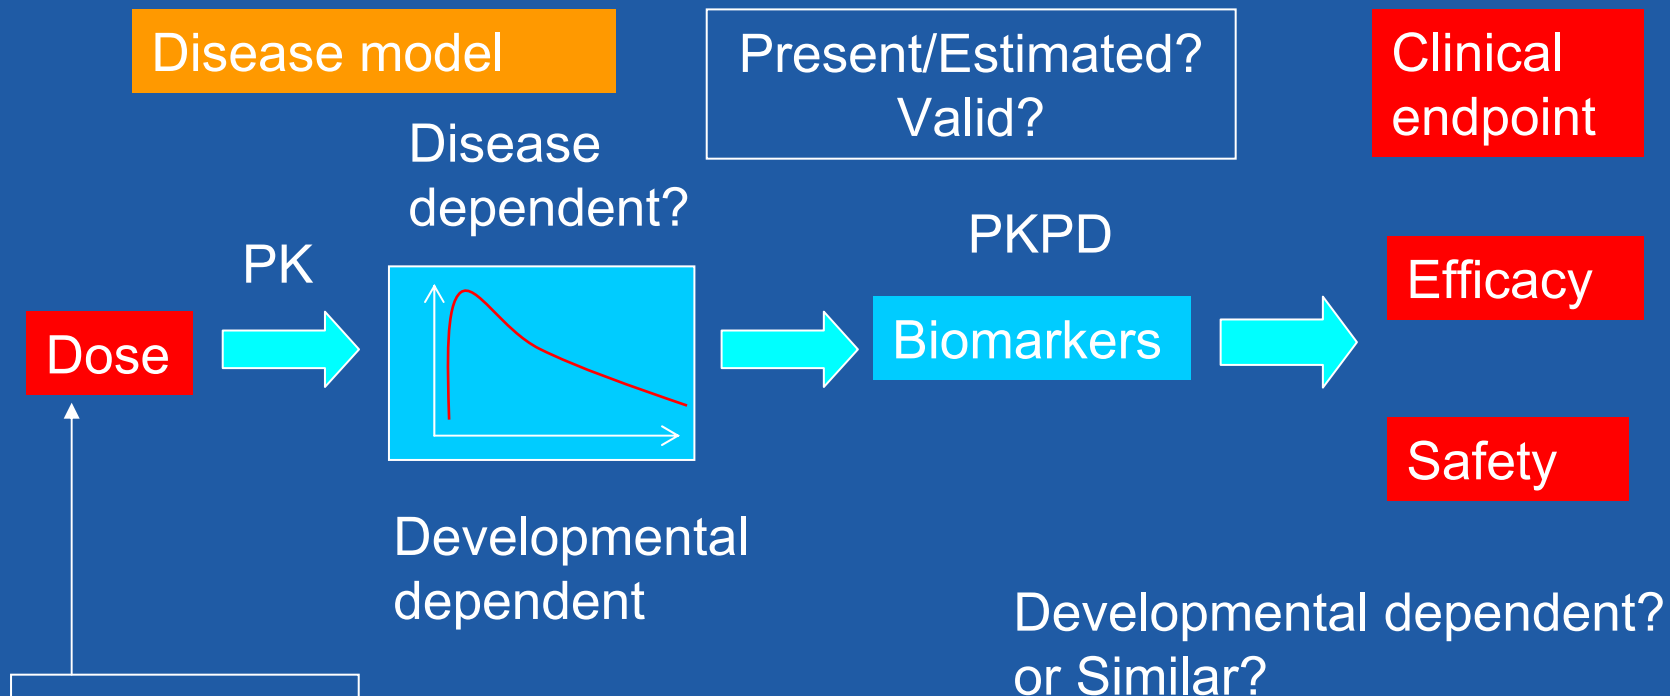 Disease model
Present/Estimated?
Valid?
Clinical
endpoint
Disease
dependent?
PK
PKPD
Dose
Biomarkers
Efficacy
Safety
Developmental
dependent
Developmental dependent?
or Similar?